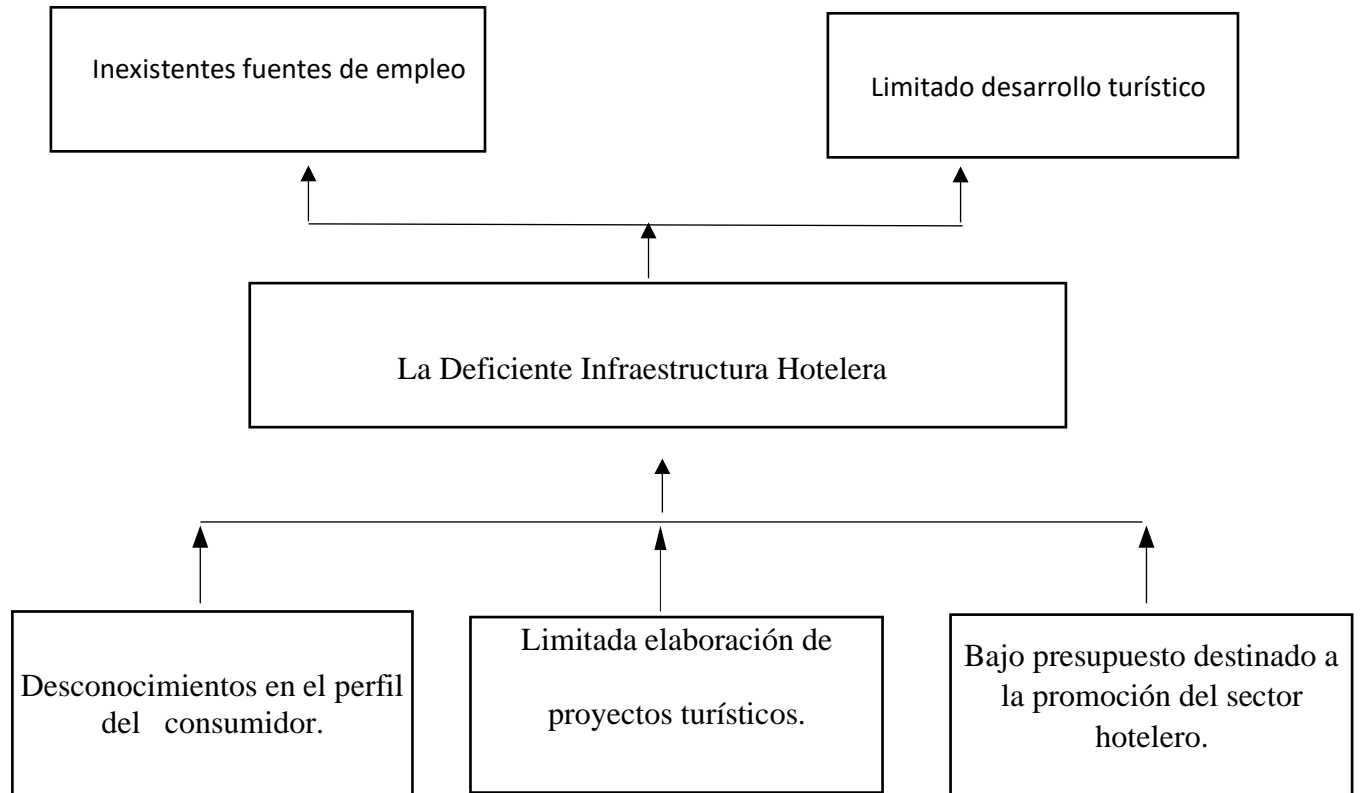 Inexistentes fuentes de empleo
Limitado desarrollo turístico
La Deficiente Infraestructura Hotelera
Desconocimientos en el perfil
del consumidor.
Limitada elaboración de
proyectos turísticos.
Bajo presupuesto destinado a
la promoción del sector
hotelero.